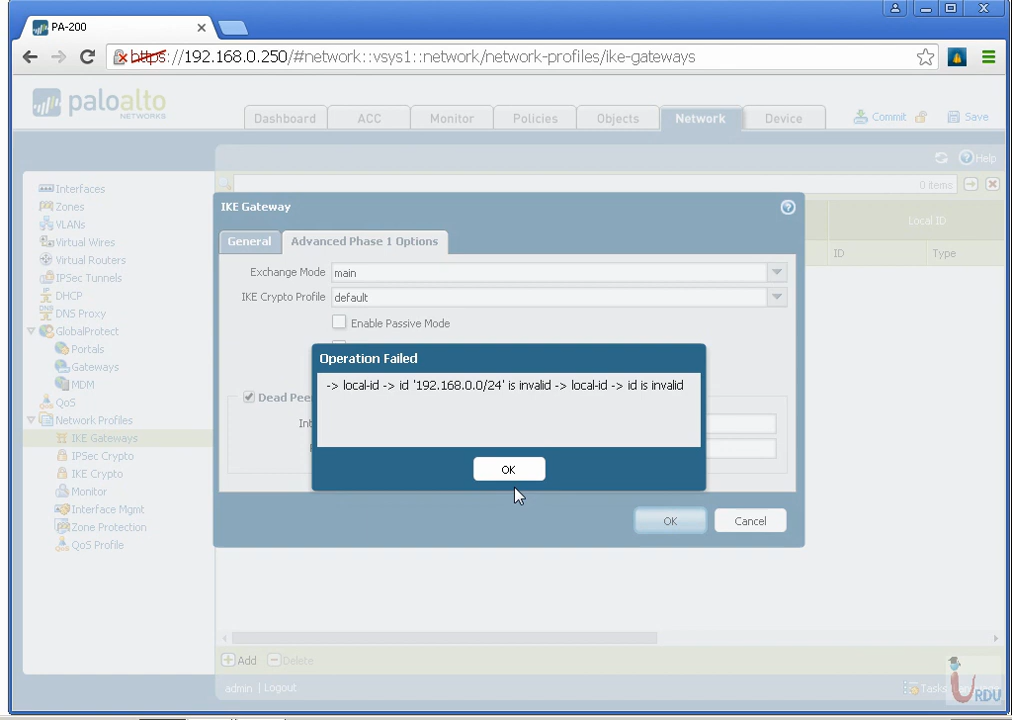 PA-200
https://192.168.0.250/#network::vsys1::network/network-profiles/ike-gateways
paloalto
NETWORKS
Dashboard ACC Monitor Policies Objects Network Device Commit Save
Help
0 items
Interfaces
Zones
VLANs
Virtual Wires
Virtual Routers
IPSec Tunnels
DHCP
DNS Proxy
GlobalProtect
Portals
Gateways
MDM
QoS
Network Profiles
IKE Gateways
IPSec Crypto
IKE Crypto
Monitor
Interface Mgmt
Zone Protection
QoS Profile
Local ID
ID Type
IKE Gateway
General Advanced Phase 1 Options
Exchange Mode main
IKE Crypto Profile default
Enable Passive Mode
Operation Failed
-> local-id -> id '192.168.0.0/24' is invalid -> local-id -> id is invalid
OK
Dead Pee
Int
OK Cancel
Add Delete
admin | Logout
Tasks
URDU